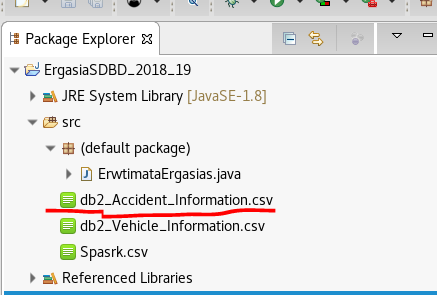 Package Explorer
ErgasiaSDBD_2018_19
JRE System Library [JavaSE-1.8]
src
(default package)
ErwtimataErgasias.java
db2_Accident_Information.csv
db2_Vehicle_Information.csv
Spasrk.csv
Referenced Libraries